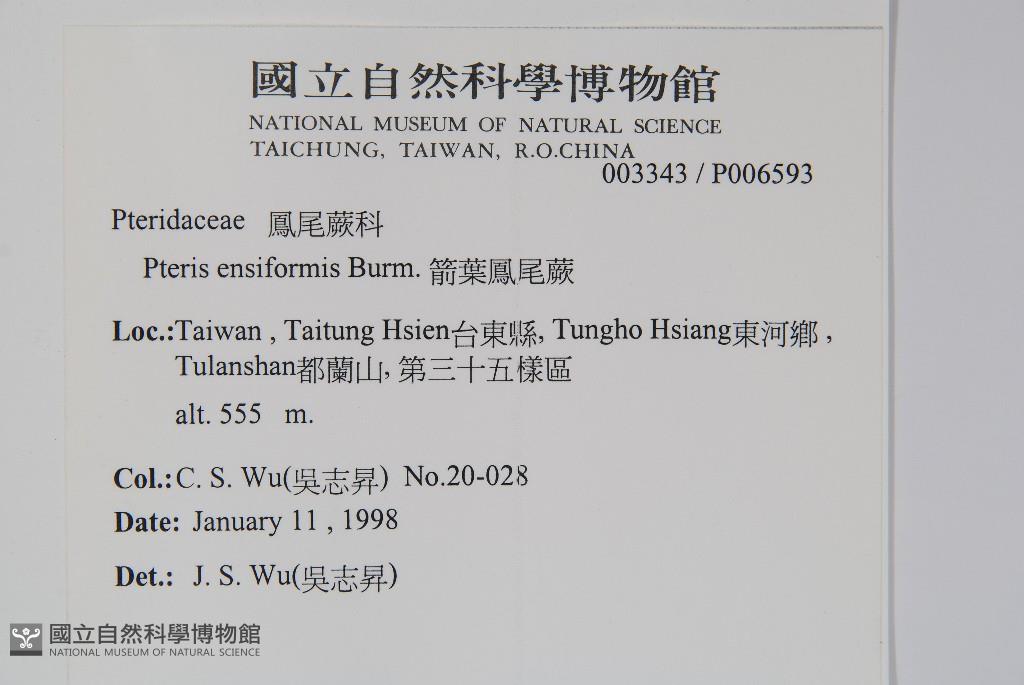 國立自然科學博物館
NATIONAL MUSEUM OF NATURAL SCIENCE
TAICHUNG, TAIWAN, R.O.CHINA
003343 / P006593
Pteridaceae 鳳尾蕨科
Pteris ensiformis Burm. 箭葉鳳尾蕨
Loc.:Taiwan , Taitung Hsien台東縣, Tungho Hsiang東河鄉 ,
Tulanshan都蘭山, 第三十五樣區
alt. 555 m.
Col.:C. S. Wu(吳志昇) No.20-028
Date: January 11 , 1998
Det.: J. S. Wu(吳志昇)
國立自然科學博物館
NATIONAL MUSEUM OF NATURAL SCIENCE